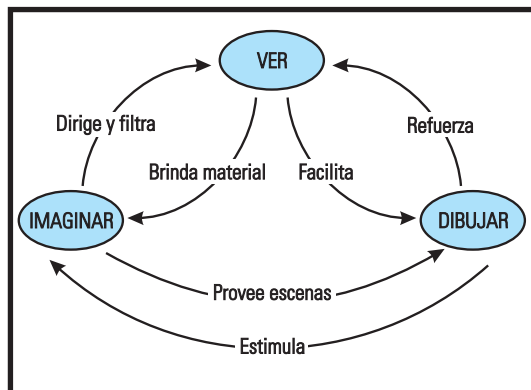 VER
Dirige y filtra
Refuerza
Brinda material
Facilita
IMAGINAR
DIBUJAR
Provee escenas
Estimula